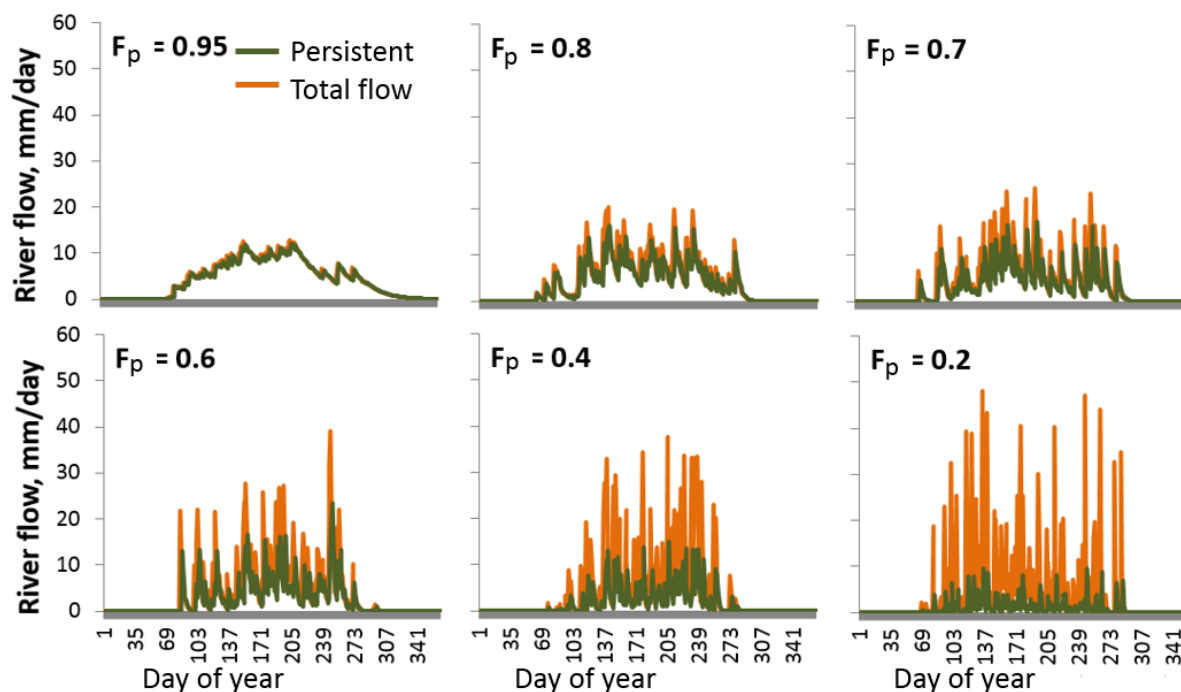 River flow, mm/day
60
50
40
30
20
10
0
Fp = 0.95
Persistent
Total flow
Fp = 0.8
Fp = 0.7
River flow, mm/day
60
50
40
30
20
10
0
Fp = 0.6
1 35 69 103 137 171 205 239 273 307 341
Day of year
Fp = 0.4
1 35 69 103 137 171 205 239 273 307 341
Day of year
Fp = 0.2
1 35 69 103 137 171 205 239 273 307 341
Day of year